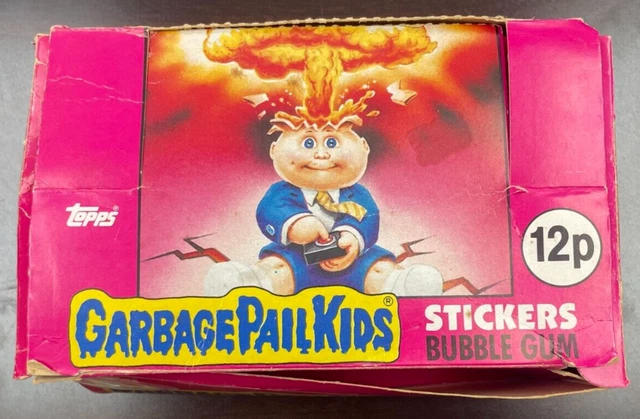 topps
12p
GARBAGE PAIL KIDS®
STICKERS
BUBBLE GUM